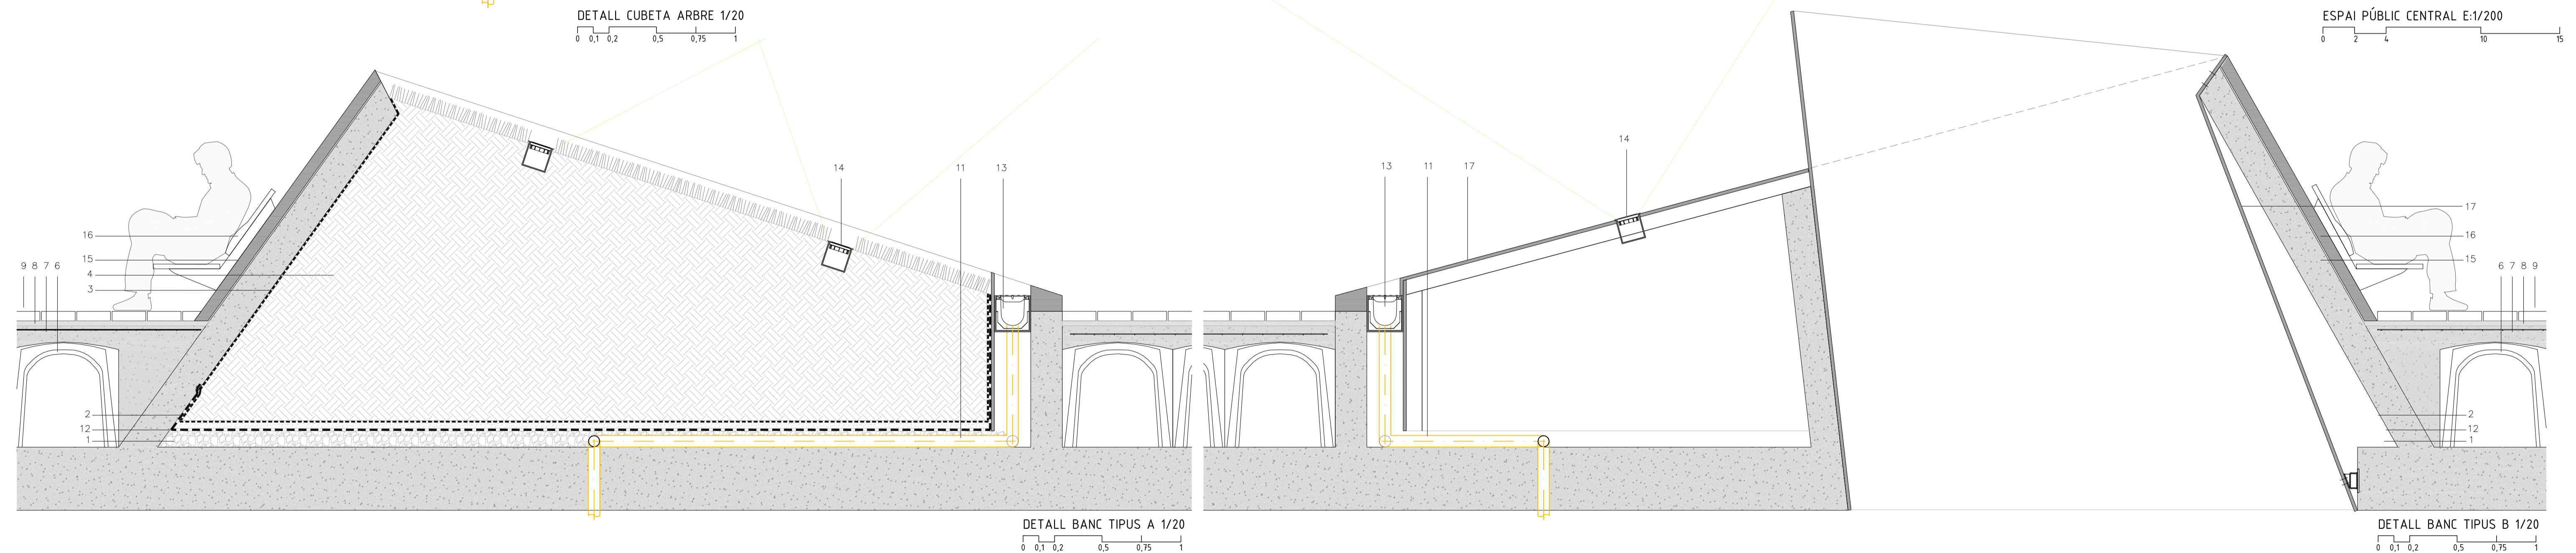 DETALL CUBETA ARBRE 1/20
0 0,1 0,2 0,5 0,75 1
ESPAI PÚBLIC CENTRAL E:1/200
0 2 4 10 15
14 11 13
16
15
4
3
9 8 7 6
2
12
1
13 11 17 14
17
16
15
6 7 8 9
2
12
1
DETALL BANC TIPUS A 1/20
0 0,1 0,2 0,5 0,75 1
DETALL BANC TIPUS B 1/20
0 0,1 0,2 0,5 0,75 1